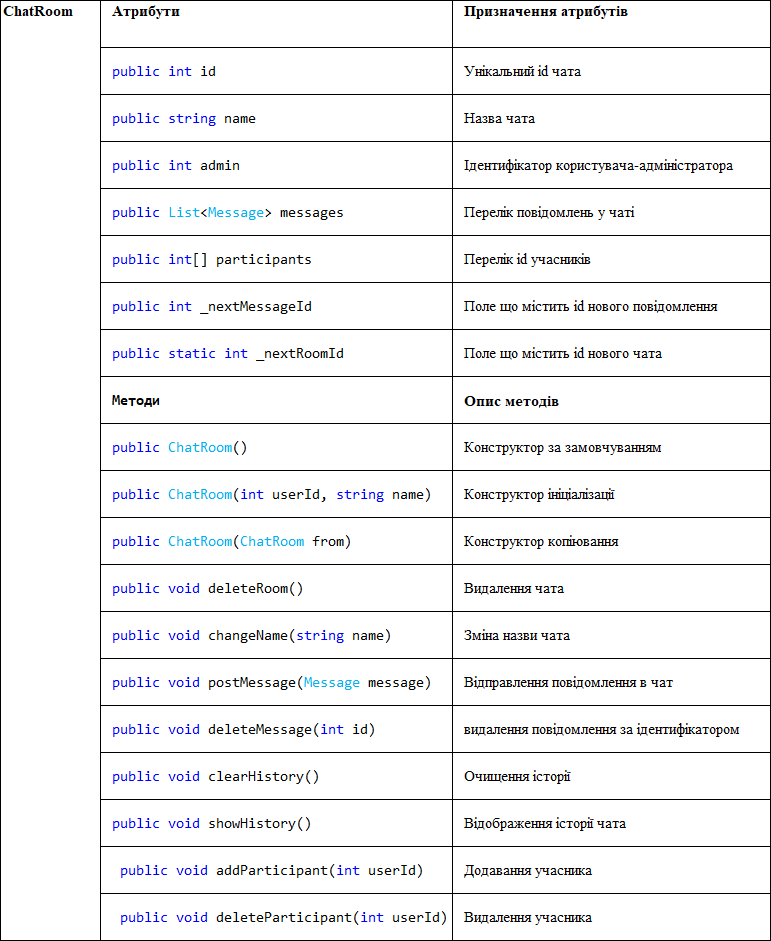 ChatRoom Атрибути Призначення атрибутів
public int id Унікальний id чата
public string name Назва чата
public int admin Ідентифікатор користувача-адміністратора
public List<Message> messages Перелік повідомлень у чаті
public int[] participants Перелік id учасників
public int _nextMessageId Поле що містить id нового повідомлення
public static int _nextRoomId Поле що містить id нового чата
Методи Опис методів
public ChatRoom() Конструктор за замовчуванням
public ChatRoom(int userId, string name) Конструктор ініціалізації
public ChatRoom(ChatRoom from) Конструктор копіювання
public void deleteRoom() Видалення чата
public void changeName(string name) Зміна назви чата
public void postMessage(Message message) Відправлення повідомлення в чат
public void deleteMessage(int id) видалення повідомлення за ідентифікатором
public void clearHistory() Очищення історії
public void showHistory() Відображення історії чата
public void addParticipant(int userId) Додавання учасника
public void deleteParticipant(int userId) Видалення учасника